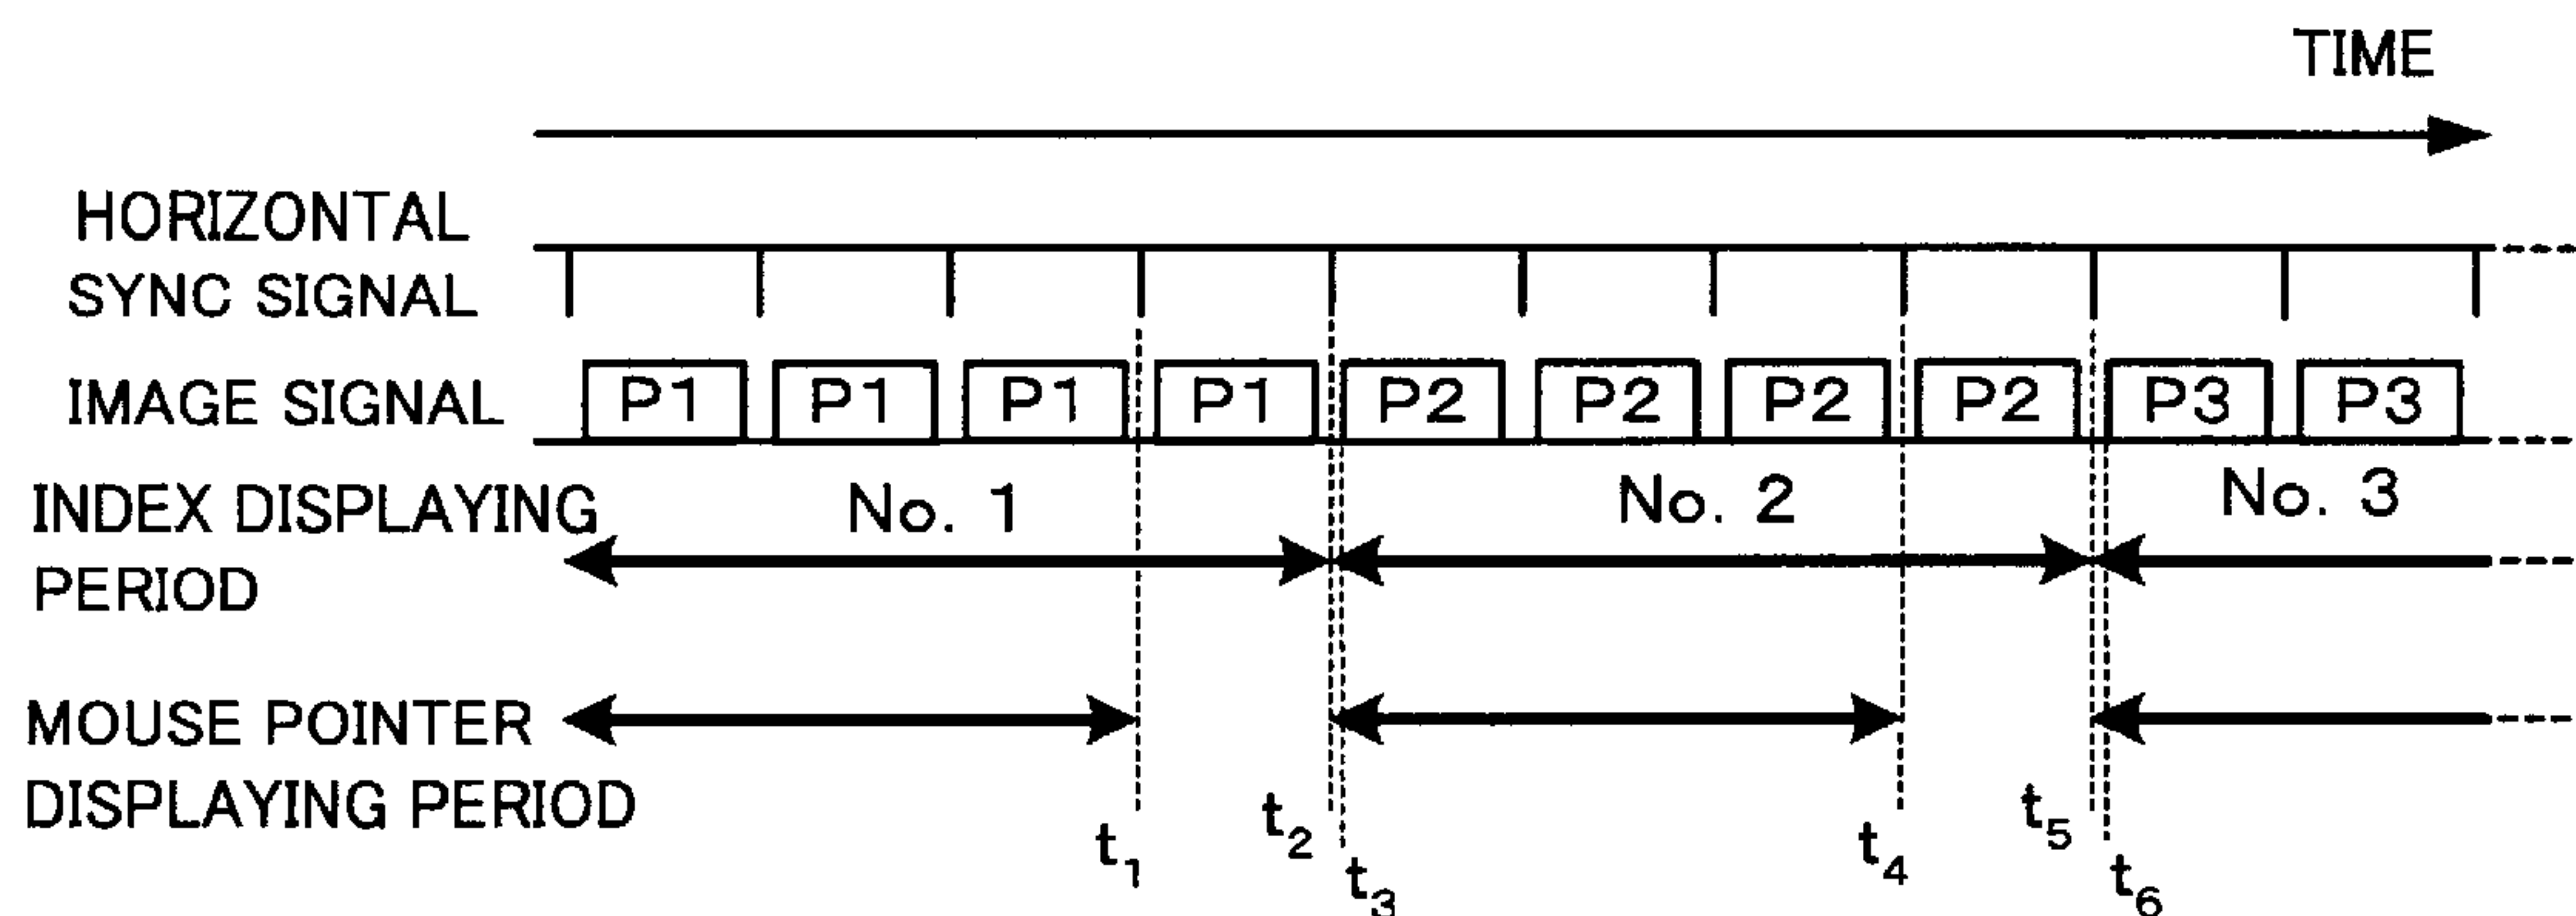 TIME
HORIZONTAL
SYNC SIGNAL
IMAGE SIGNAL
P1 P1 P1 P1 P2 P2 P2 P2 P3 P3
INDEX DISPLAYING
PERIOD
No. 1 No. 2 No. 3
MOUSE POINTER
DISPLAYING PERIOD
t1 t2 t3 t4 t5 t6